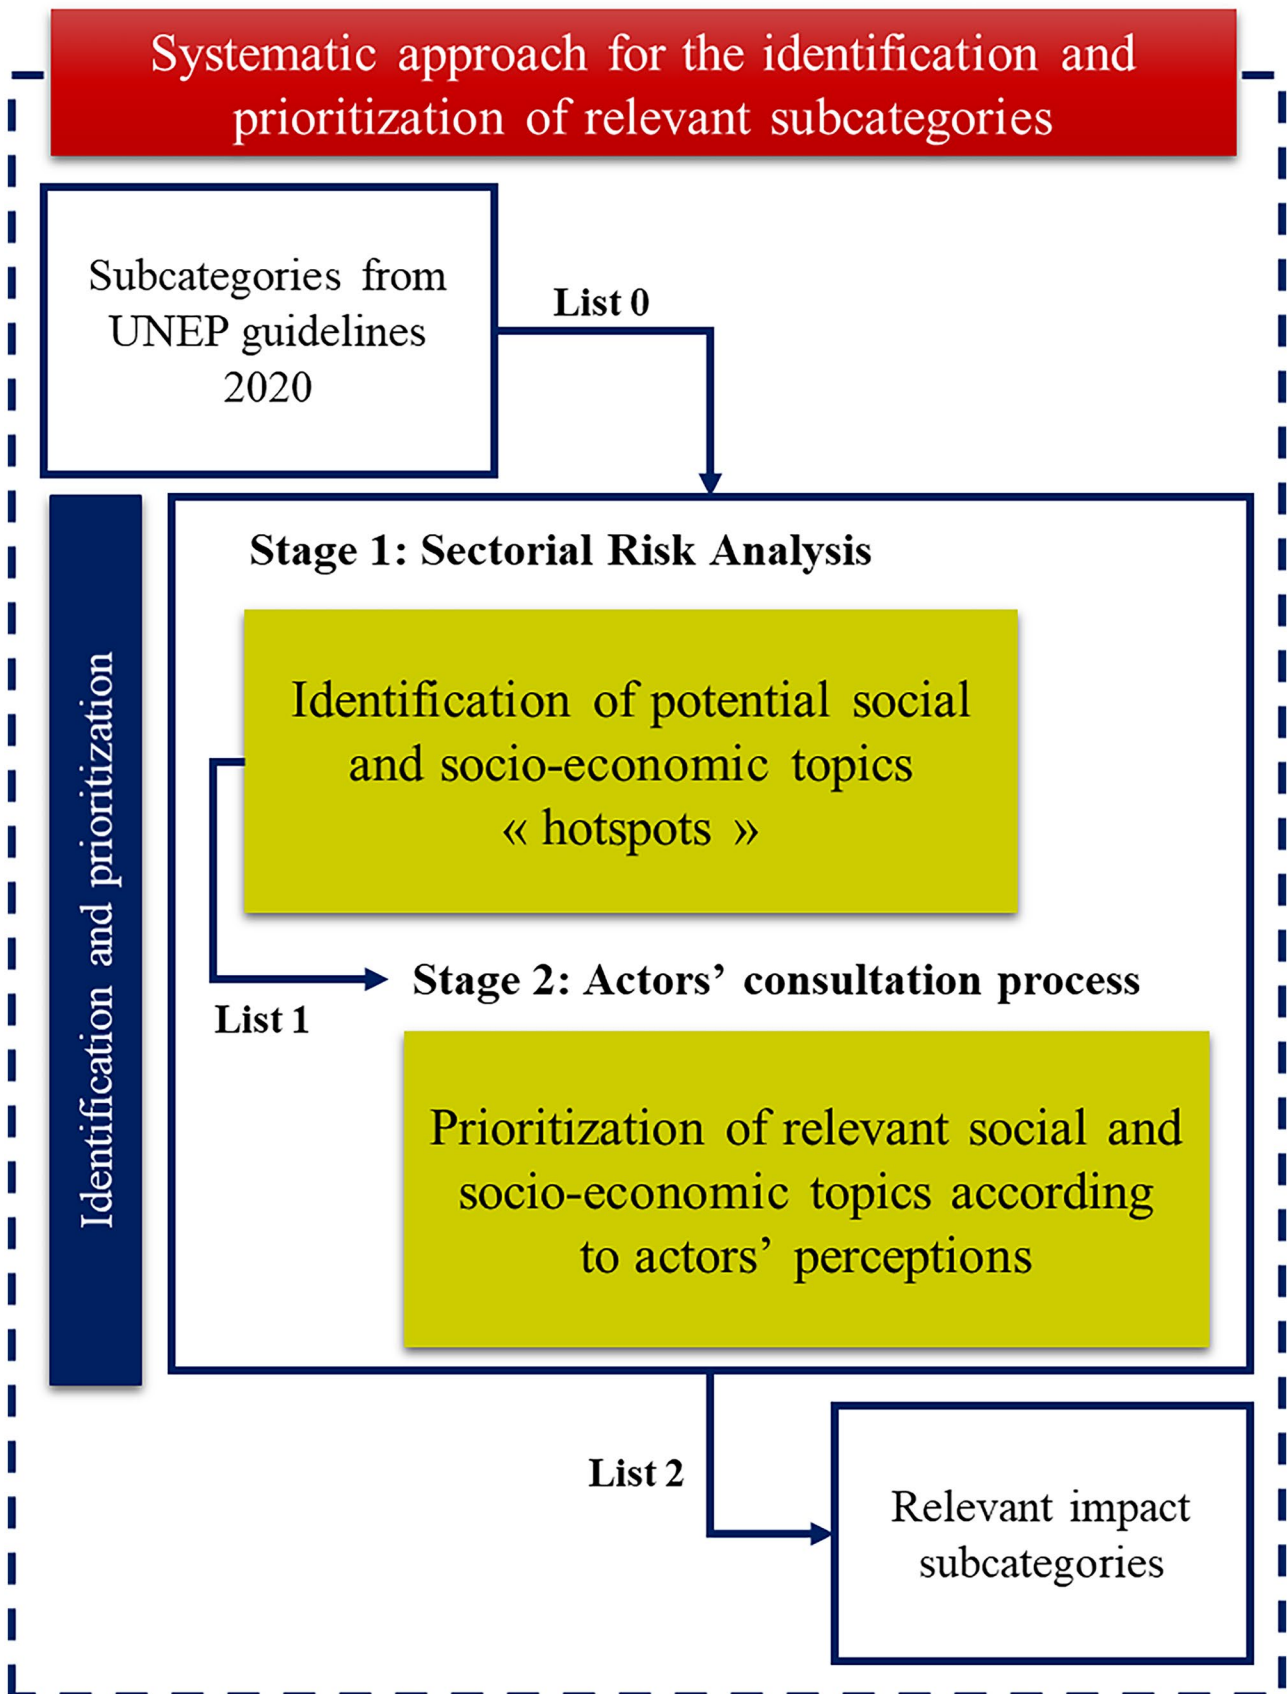 Systematic approach for the identification and
prioritization of relevant subcategories
Subcategories from
UNEP guidelines
2020
List 0
Identification and prioritization
Stage 1: Sectorial Risk Analysis
Identification of potential social
and socio-economic topics
« hotspots »
List 1
Stage 2: Actors’ consultation process
Prioritization of relevant social and
socio-economic topics according
to actors’ perceptions
List 2
Relevant impact
subcategories